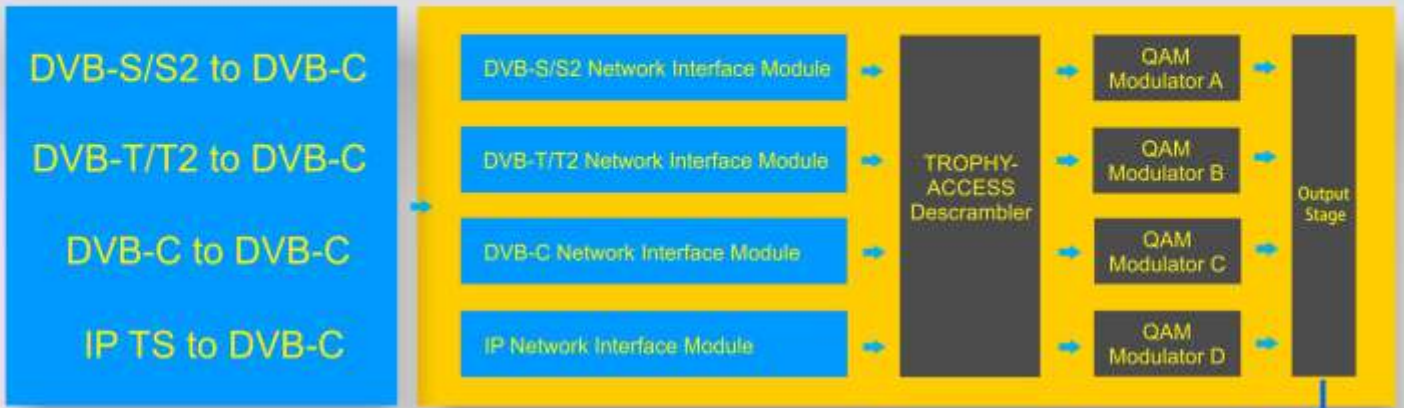 DVB-S/S2 to DVB-C
DVB-T/T2 to DVB-C
DVB-C to DVB-C
IP TS to DVB-C
DVB-S/S2 Network Interface Module
DVB-T/T2 Network Interface Module
DVB-C Network Interface Module
IP Network Interface Module
TROPHY-
ACCESS
Descrambler
QAM
Modulator A
QAM
Modulator B
QAM
Modulator C
QAM
Modulator D
Output
Stage